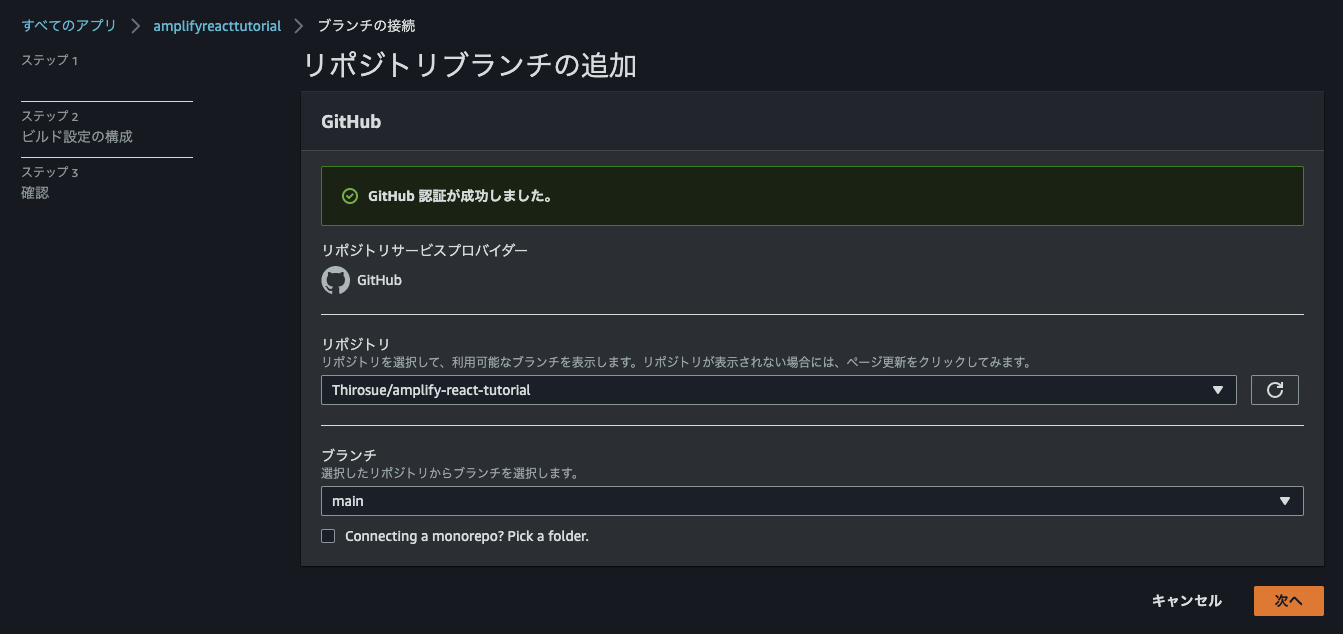 すべてのアプリ > amplifyreacttutorial > ブランチの接続
ステップ 1
ステップ 2
ビルド設定の構成
ステップ 3
確認
リポジトリブランチの追加
GitHub
GitHub 認証が成功しました。
リポジトリサービスプロバイダー
GitHub
リポジトリ
リポジトリを選択して、利用可能なブランチを表示します。リポジトリが表示されない場合には、ページ更新をクリックしてみます。
Thirosue/amplify-react-tutorial
ブランチ
選択したリポジトリからブランチを選択します。
main
Connecting a monorepo? Pick a folder.
キャンセル
次へ